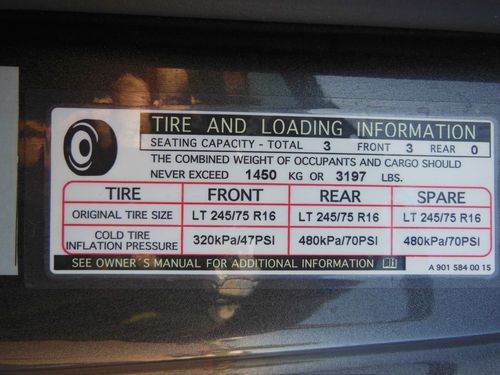 TIRE AND LOADING INFORMATION
SEATING CAPACITY - TOTAL 3 FRONT 3 REAR 0
THE COMBINED WEIGHT OF OCCUPANTS AND CARGO SHOULD
NEVER EXCEED 1450 KG OR 3197 LBS.
TIRE FRONT REAR SPARE
ORIGINAL TIRE SIZE LT 245/75 R16 LT 245/75 R16 LT 245/75 R16
COLD TIRE
INFLATION PRESSURE 320kPa/47PSI 480kPa/70PSI 480kPa/70PSI
SEE OWNER´S MANUAL FOR ADDITIONAL INFORMATION A 901 584 00 15